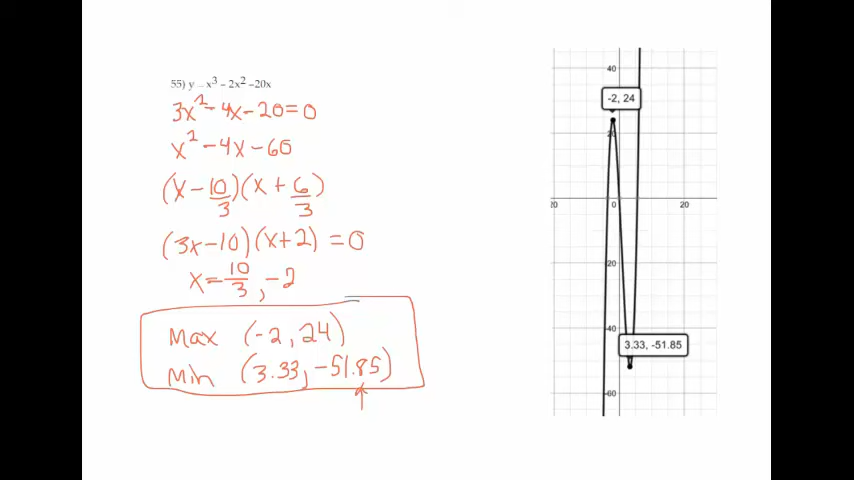 55) y = x³ - 2x² - 20x
3x² - 4x - 20 = 0
x² - 4x - 60
(x - 10/3)(x + 6/3)
(3x - 10)(x + 2) = 0
x = 10/3, -2
Max (-2, 24)
Min (3.33, -51.85)
40
-2, 24
2
20
0
20
20
-40
3.33, -51.85
-60